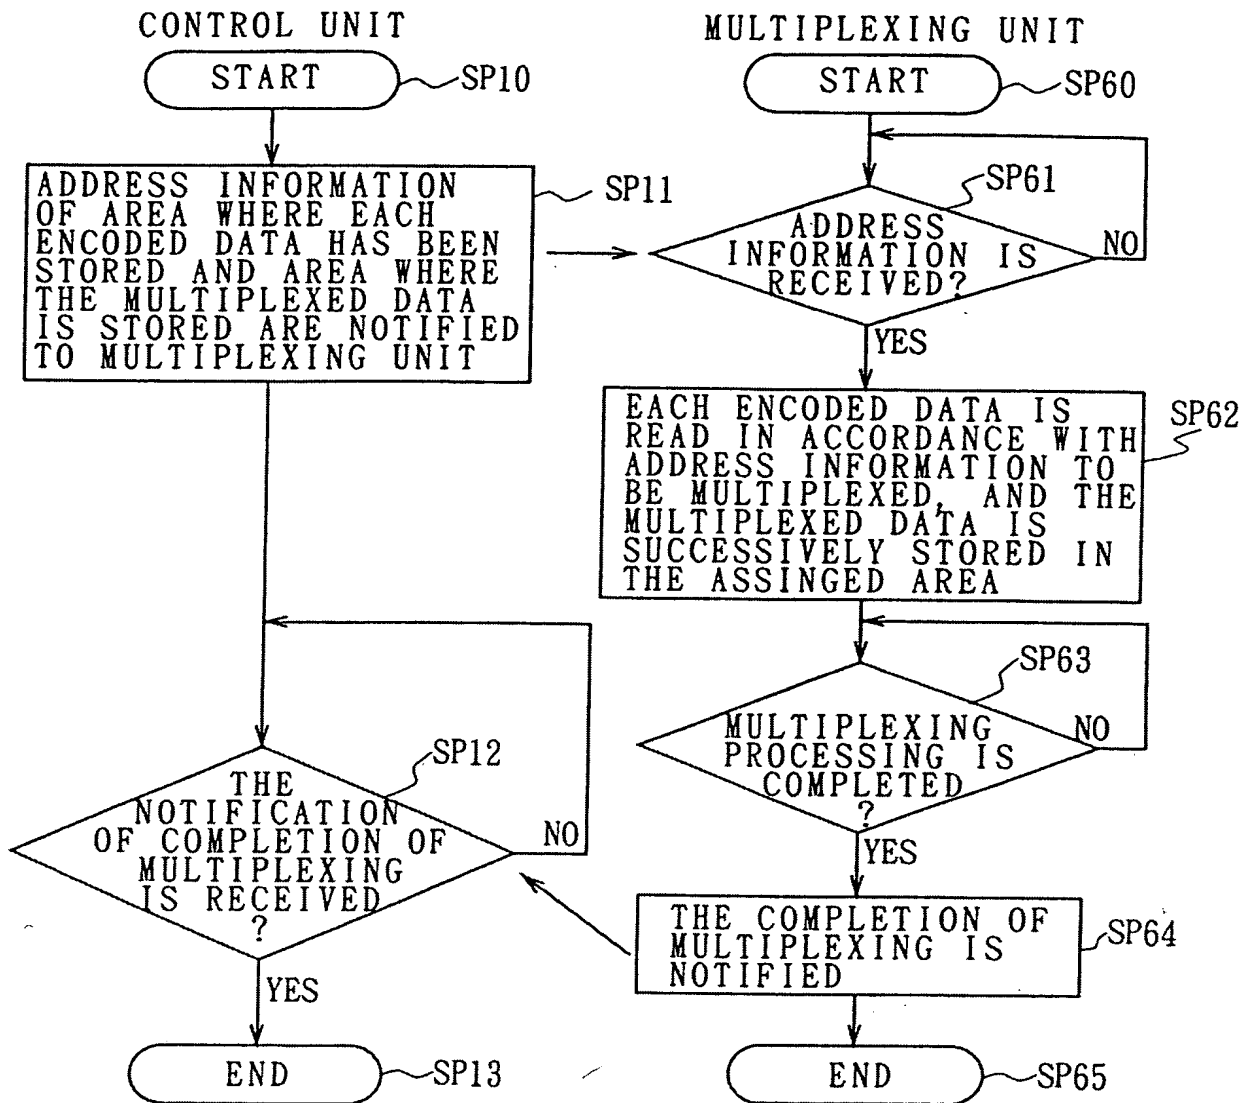 CONTROL UNIT
START
SP10
ADDRESS INFORMATION
OF AREA WHERE EACH
ENCODED DATA HAS BEEN
STORED AND AREA WHERE
THE MULTIPLEXED DATA
IS STORED ARE NOTIFIED
TO MULTIPLEXING UNIT
SP11
THE
NOTIFICATION
OF COMPLETION OF
MULTIPLEXING
IS RECEIVED
?
SP12
NO
YES
END
SP13
MULTIPLEXING UNIT
START
SP60
ADDRESS
INFORMATION IS
RECEIVED?
SP61
NO
YES
EACH ENCODED DATA IS
READ IN ACCORDANCE WITH
ADDRESS INFORMATION TO
BE MULTIPLEXED, AND THE
MULTIPLEXED DATA IS
SUCCESSIVELY STORED IN
THE ASSINGED AREA
SP62
MULTIPLEXING
PROCESSING IS
COMPLETED
?
SP63
NO
YES
THE COMPLETION OF
MULTIPLEXING IS
NOTIFIED
SP64
END
SP65